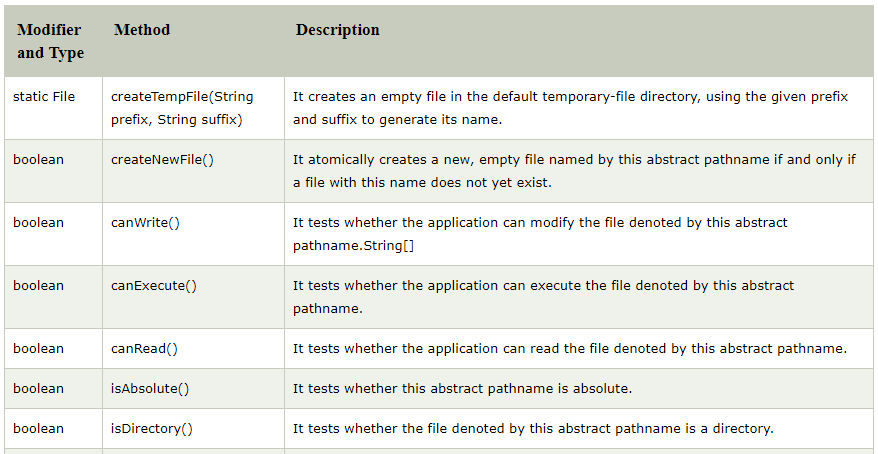 Modifier and Type Method Description
static File createTempFile(String prefix, String suffix) It creates an empty file in the default temporary-file directory, using the given prefix
and suffix to generate its name.
boolean createNewFile() It atomically creates a new, empty file named by this abstract pathname if and only if
a file with this name does not yet exist.
boolean canWrite() It tests whether the application can modify the file denoted by this abstract
pathname.String[]
boolean canExecute() It tests whether the application can execute the file denoted by this abstract
pathname.
boolean canRead() It tests whether the application can read the file denoted by this abstract pathname.
boolean isAbsolute() It tests whether this abstract pathname is absolute.
boolean isDirectory() It tests whether the file denoted by this abstract pathname is a directory.